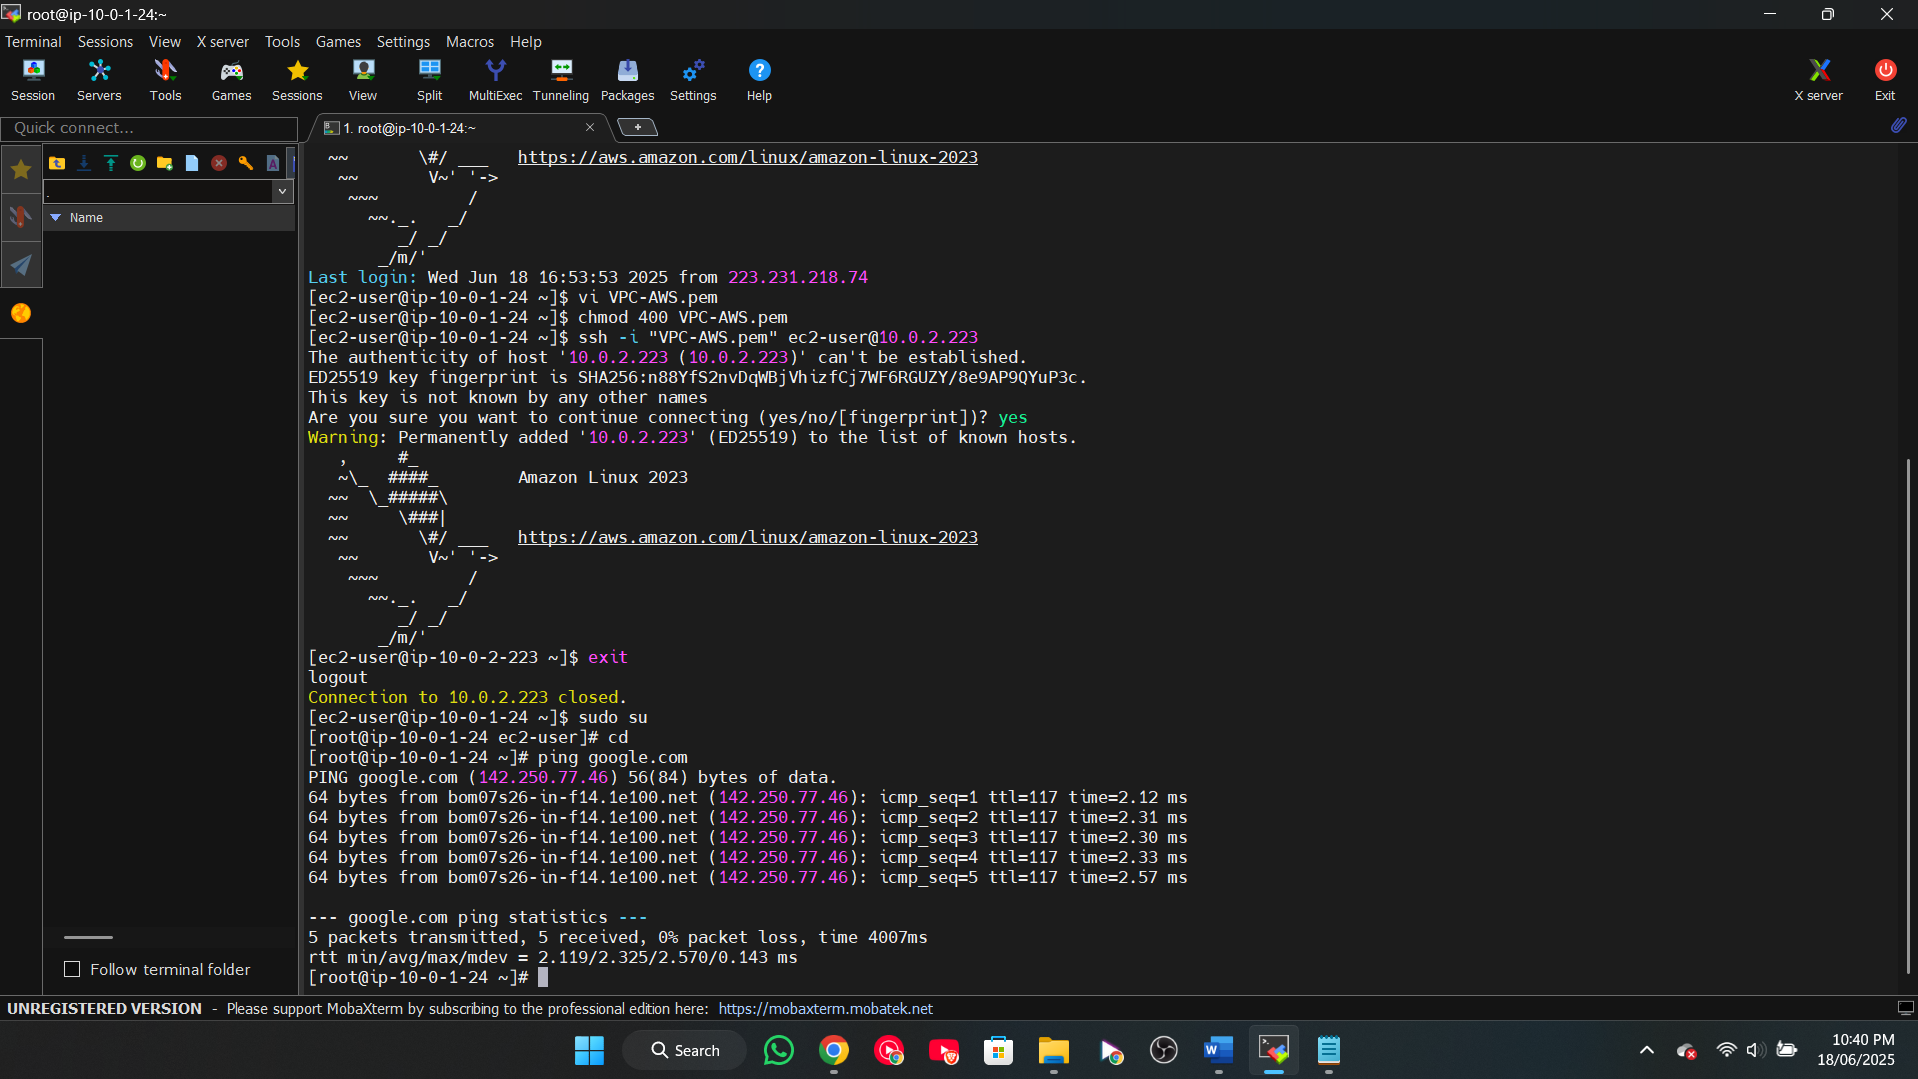 root@ip-10-0-1-24:~
Terminal Sessions View X server Tools Games Settings Macros Help
Session Servers Tools Games Sessions View Split MultiExec Tunneling Packages Settings Help X server Exit
Quick connect...
1. root@ip-10-0-1-24:~
.
Name
  ~~       \#/ ___   https://aws.amazon.com/linux/amazon-linux-2023
   ~~       V~' '->
    ~~~         /
      ~~._.   _/
         _/ _/
       _/m/'
Last login: Wed Jun 18 16:53:53 2025 from 223.231.218.74
[ec2-user@ip-10-0-1-24 ~]$ vi VPC-AWS.pem
[ec2-user@ip-10-0-1-24 ~]$ chmod 400 VPC-AWS.pem
[ec2-user@ip-10-0-1-24 ~]$ ssh -i "VPC-AWS.pem" ec2-user@10.0.2.223
The authenticity of host '10.0.2.223 (10.0.2.223)' can't be established.
ED25519 key fingerprint is SHA256:n88YfS2nvDqWBjVhizfCj7WF6RGUZY/8e9AP9QYuP3c.
This key is not known by any other names
Are you sure you want to continue connecting (yes/no/[fingerprint])? yes
Warning: Permanently added '10.0.2.223' (ED25519) to the list of known hosts.
   ,     #_
   ~\_  ####_        Amazon Linux 2023
  ~~  \_#####\
  ~~     \###|
  ~~       \#/ ___   https://aws.amazon.com/linux/amazon-linux-2023
   ~~       V~' '->
    ~~~         /
      ~~._.   _/
         _/ _/
       _/m/'
[ec2-user@ip-10-0-2-223 ~]$ exit
logout
Connection to 10.0.2.223 closed.
[ec2-user@ip-10-0-1-24 ~]$ sudo su
[root@ip-10-0-1-24 ec2-user]# cd
[root@ip-10-0-1-24 ~]# ping google.com
PING google.com (142.250.77.46) 56(84) bytes of data.
64 bytes from bom07s26-in-f14.1e100.net (142.250.77.46): icmp_seq=1 ttl=117 time=2.12 ms
64 bytes from bom07s26-in-f14.1e100.net (142.250.77.46): icmp_seq=2 ttl=117 time=2.31 ms
64 bytes from bom07s26-in-f14.1e100.net (142.250.77.46): icmp_seq=3 ttl=117 time=2.30 ms
64 bytes from bom07s26-in-f14.1e100.net (142.250.77.46): icmp_seq=4 ttl=117 time=2.33 ms
64 bytes from bom07s26-in-f14.1e100.net (142.250.77.46): icmp_seq=5 ttl=117 time=2.57 ms
--- google.com ping statistics ---
5 packets transmitted, 5 received, 0% packet loss, time 4007ms
rtt min/avg/max/mdev = 2.119/2.325/2.570/0.143 ms
[root@ip-10-0-1-24 ~]#
Follow terminal folder
UNREGISTERED VERSION - Please support MobaXterm by subscribing to the professional edition here: https://mobaxterm.mobatek.net
Search
10:40 PM
18/06/2025